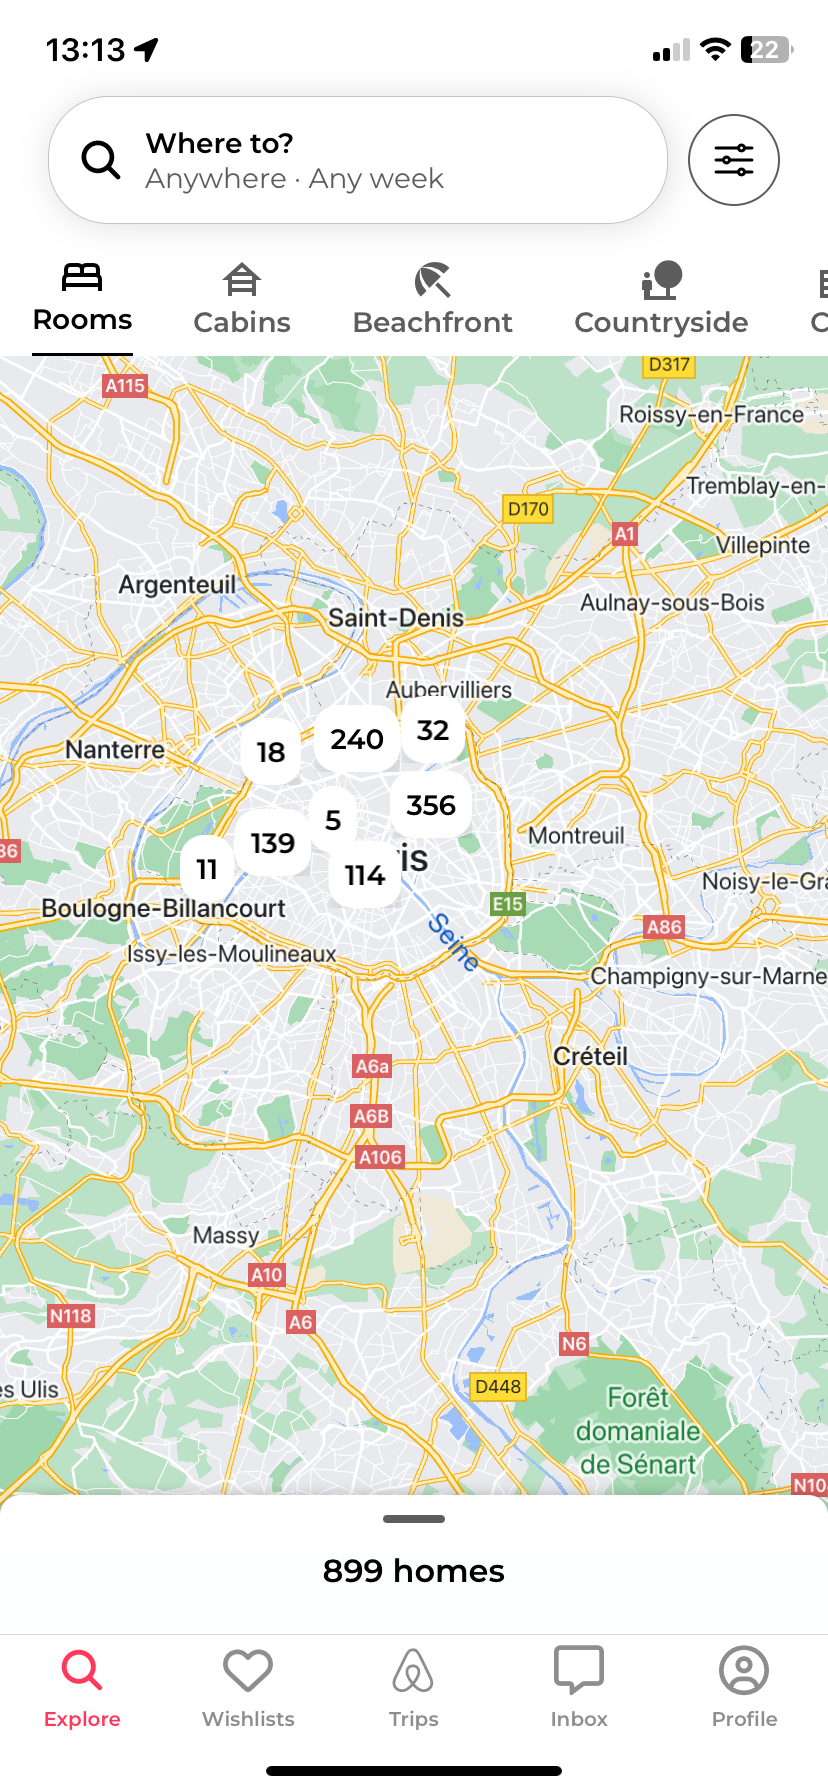 13:13
22
Where to?
Anywhere · Any week
Rooms
Cabins
Beachfront
Countryside
A115
D317
Roissy-en-France
Tremblay-en-
D170
A1
Villepinte
Argenteuil
Aulnay-sous-Bois
Saint-Denis
Aubervilliers
Nanterre
18
240
32
356
5
139
Montreuil
11
114
is
Noisy-le-Gra
Boulogne-Billancourt
E15
A86
Seine
Issy-les-Moulineaux
Champigny-sur-Marne
Créteil
A6a
A6B
A106
Massy
A10
N118
A6
N6
es Ulis
D448
Forêt
domaniale
de Sénart
N10
899 homes
Explore
Wishlists
Trips
Inbox
Profile